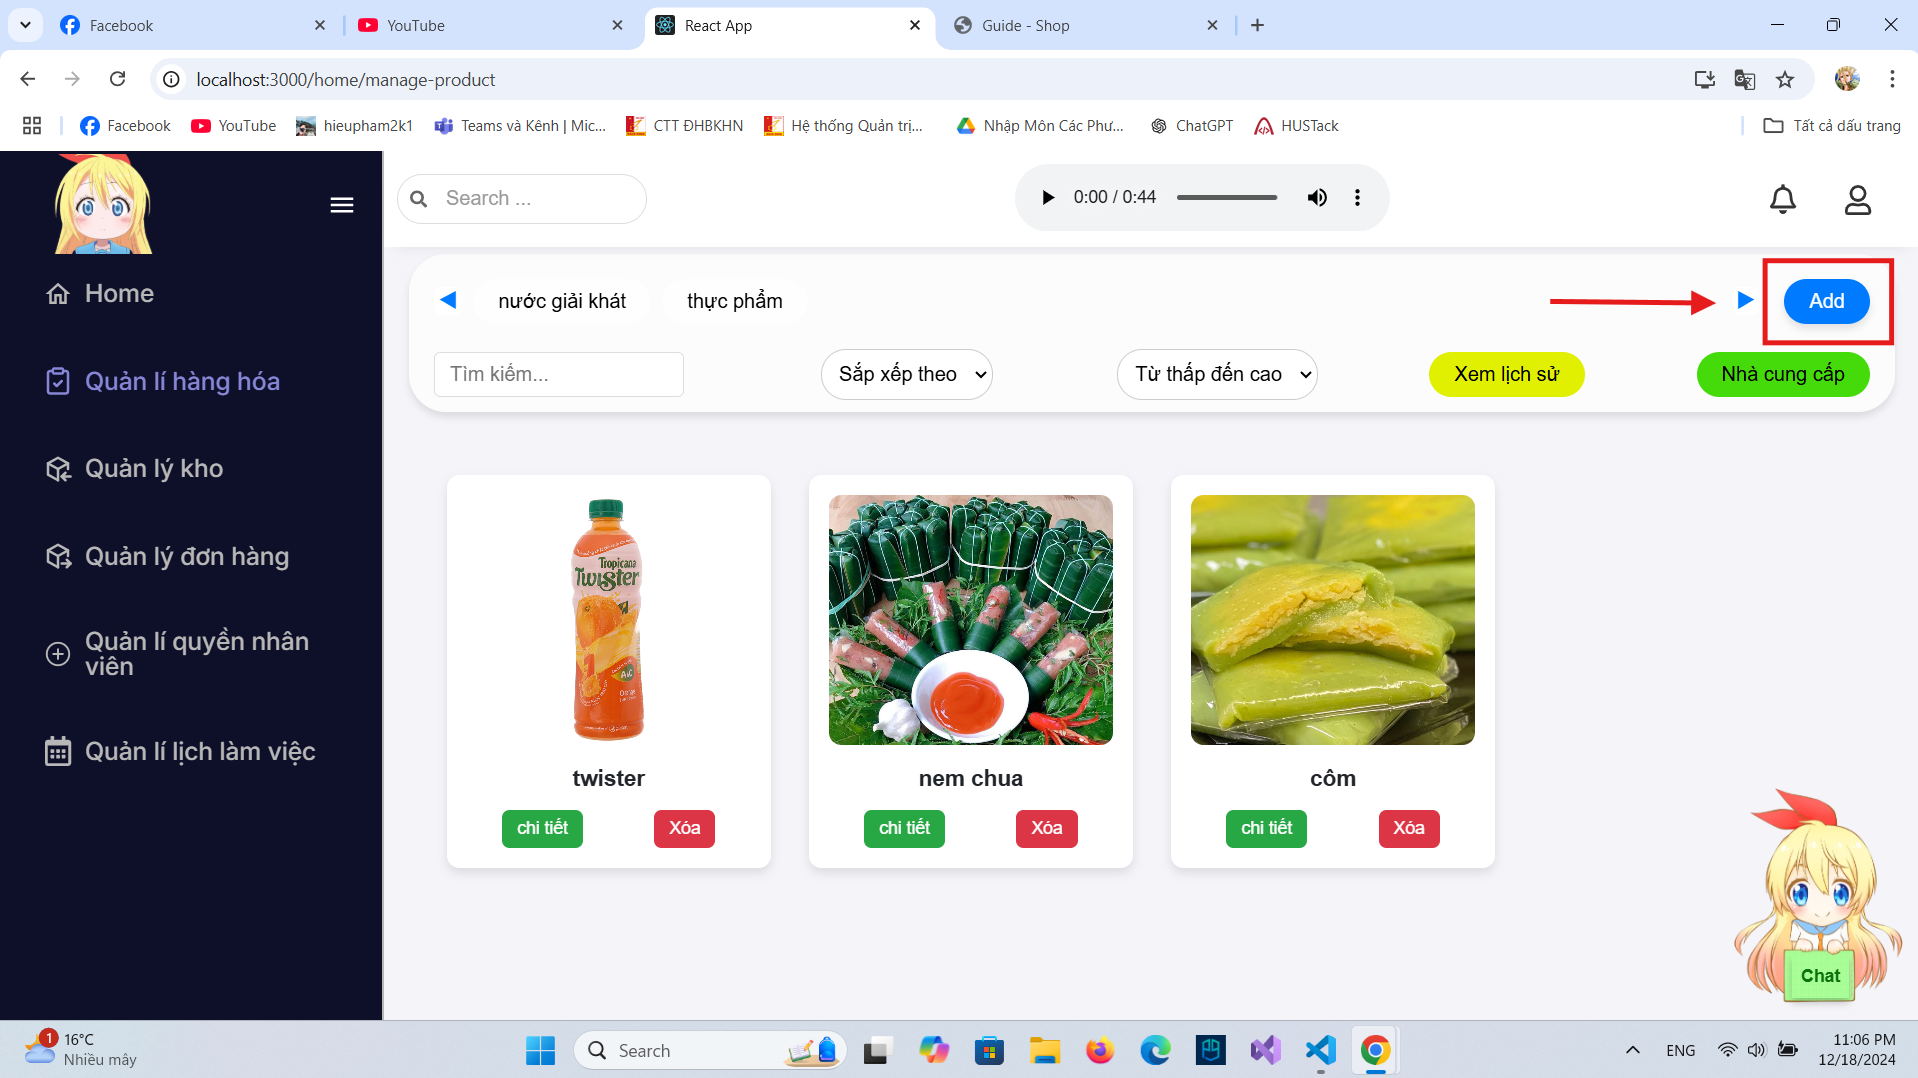 Facebook
YouTube
React App
Guide - Shop
localhost:3000/home/manage-product
Facebook
YouTube
hieupham2k1
Teams và Kênh | Mic...
CTT ĐHBKHN
Hệ thống Quản trị...
Nhập Môn Các Phư...
ChatGPT
HUSTack
Tất cả dấu trang
Search ...
0:00 / 0:44
Home
Quản lí hàng hóa
Quản lý kho
Quản lý đơn hàng
Quản lí quyền nhân
viên
Quản lí lịch làm việc
nước giải khát
thực phẩm
Add
Tìm kiếm...
Sắp xếp theo
Từ thấp đến cao
Xem lịch sử
Nhà cung cấp
Tropicana
Twister
twister
nem chua
côm
chi tiết
Xóa
chi tiết
Xóa
chi tiết
Xóa
Chat
1
16°C
Nhiều mây
Search
ENG
11:06 PM
12/18/2024